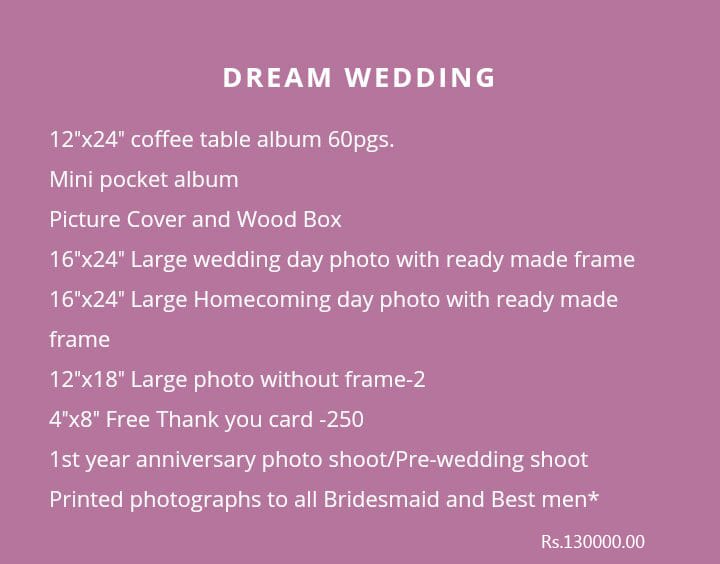 DREAM WEDDING
12"x24" coffee table album 60pgs.
Mini pocket album
Picture Cover and Wood Box
16"x24" Large wedding day photo with ready made frame
16"x24" Large Homecoming day photo with ready made
frame
12"x18" Large photo without frame-2
4"x8" Free Thank you card -250
1st year anniversary photo shoot/Pre-wedding shoot
Printed photographs to all Bridesmaid and Best men*
Rs.130000.00